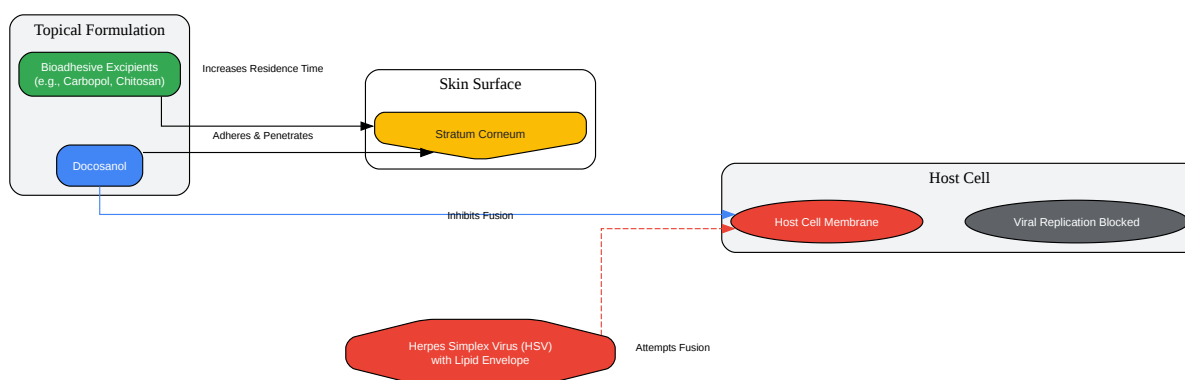 Topical Formulation
Bioadhesive Excipients
(e.g., Carbopol, Chitosan)
Increases Residence Time
Skin Surface
Adheres & Penetrates
Stratum Corneum
Docosanol
Host Cell
Inhibits Fusion
Host Cell Membrane
Viral Replication Blocked
Herpes Simplex Virus (HSV)
with Lipid Envelope
Attempts Fusion